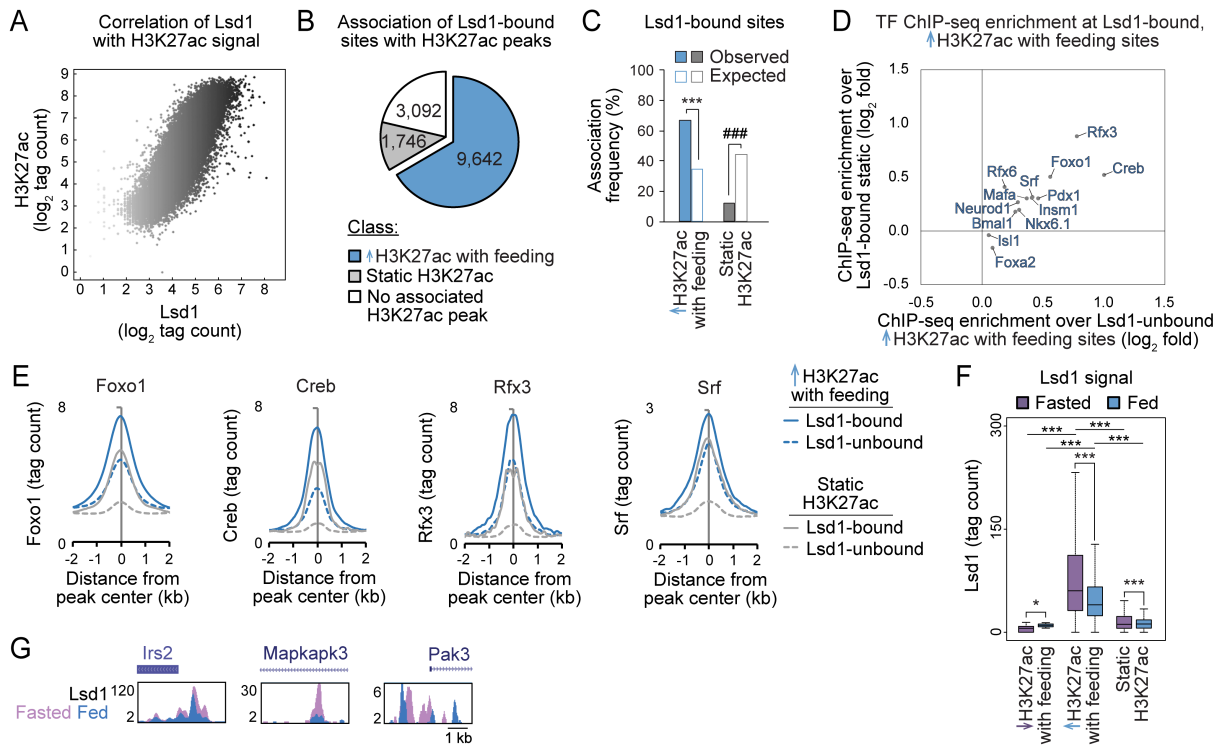 A
Correlation of Lsd1
with H3K27ac signal
H3K27ac
(log2 tag count)
9
8
7
6
5
4
3
2
1
0
0 1 2 3 4 5 6 7 8
Lsd1
(log2 tag count)
B
Association of Lsd1-bound
sites with H3K27ac peaks
3,092
1,746
9,642
Class:
↑H3K27ac with feeding
Static H3K27ac
No associated
H3K27ac peak
C
Lsd1-bound sites
Observed
Expected
Association
frequency (%)
100
80
60
40
20
0
***
###
↑H3K27ac
with feeding
Static
H3K27ac
D
TF ChIP-seq enrichment at Lsd1-bound,
↑H3K27ac with feeding sites
ChIP-seq enrichment over
Lsd1-bound static (log2 fold)
1.5
1.0
0.5
0.0
-0.5
Rfx3
Foxo1
Creb
Rfx6
Srf
Mafa
Pdx1
Neurod1
Insm1
Bmal1
Nkx6.1
Isl1
Foxa2
-0.5 0.0 0.5 1.0 1.5
ChIP-seq enrichment over Lsd1-unbound
↑H3K27ac with feeding sites (log2 fold)
E
Foxo1
Foxo1 (tag count)
8
0
-2 -1 0 1 2
Distance from
peak center (kb)
Creb
Creb (tag count)
8
0
-2 -1 0 1 2
Distance from
peak center (kb)
Rfx3
Rfx3 (tag count)
8
0
-2 -1 0 1 2
Distance from
peak center (kb)
Srf
Srf (tag count)
3
0
-2 -1 0 1 2
Distance from
peak center (kb)
↑H3K27ac
with feeding
Lsd1-bound
Lsd1-unbound
Static
H3K27ac
Lsd1-bound
Lsd1-unbound
F
Lsd1 signal
Fasted Fed
Lsd1 (tag count)
300
150
0
*** ***
*** ***
***
*
***
↓H3K27ac
with feeding
↑H3K27ac
with feeding
Static
H3K27ac
G
Irs2
Mapkapk3
Pak3
Lsd1
Fasted Fed
120
2
30
2
6
2
1 kb